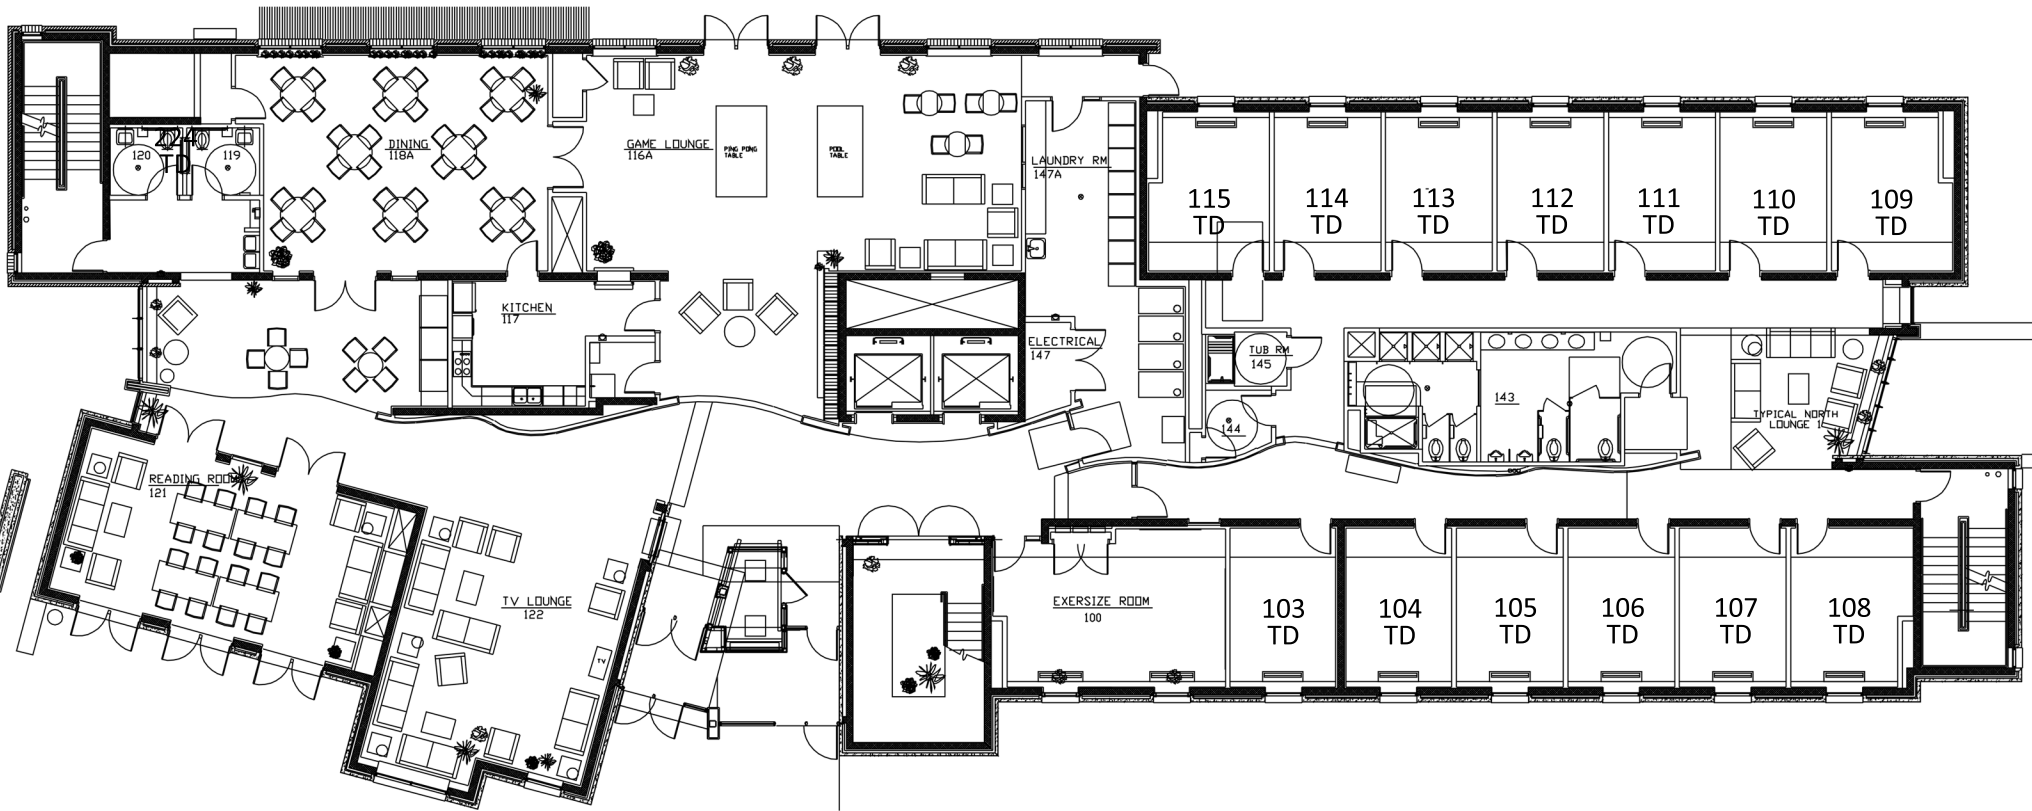 120
224
TD
119
DINING
118A
GAME LOUNGE
116A
PING PONG
TABLE
POOL
TABLE
LAUNDRY RM
147A
115
TD
114
TD
113
TD
112
TD
111
TD
110
TD
109
TD
KITCHEN
117
ELECTRICAL
147
TUB RM
145
144
143
TYPICAL NORTH
LOUNGE 1
READING ROOM
121
TV LOUNGE
122
TV
EXERSIZE ROOM
100
103
TD
104
TD
105
TD
106
TD
107
TD
108
TD